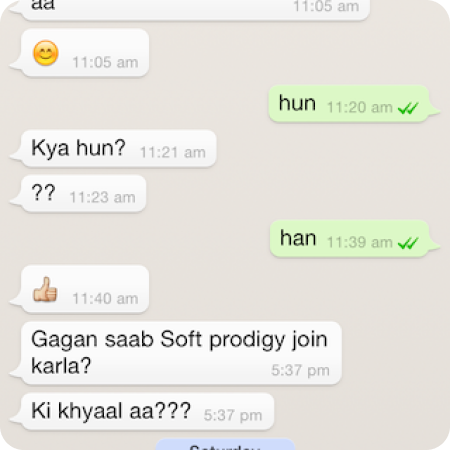 aa 11:05 am
😊 11:05 am
hun 11:20 am
Kya hun? 11:21 am
?? 11:23 am
han 11:39 am
👍 11:40 am
Gagan saab Soft prodigy join
karla? 5:37 pm
Ki khyaal aa??? 5:37 pm
Saturday